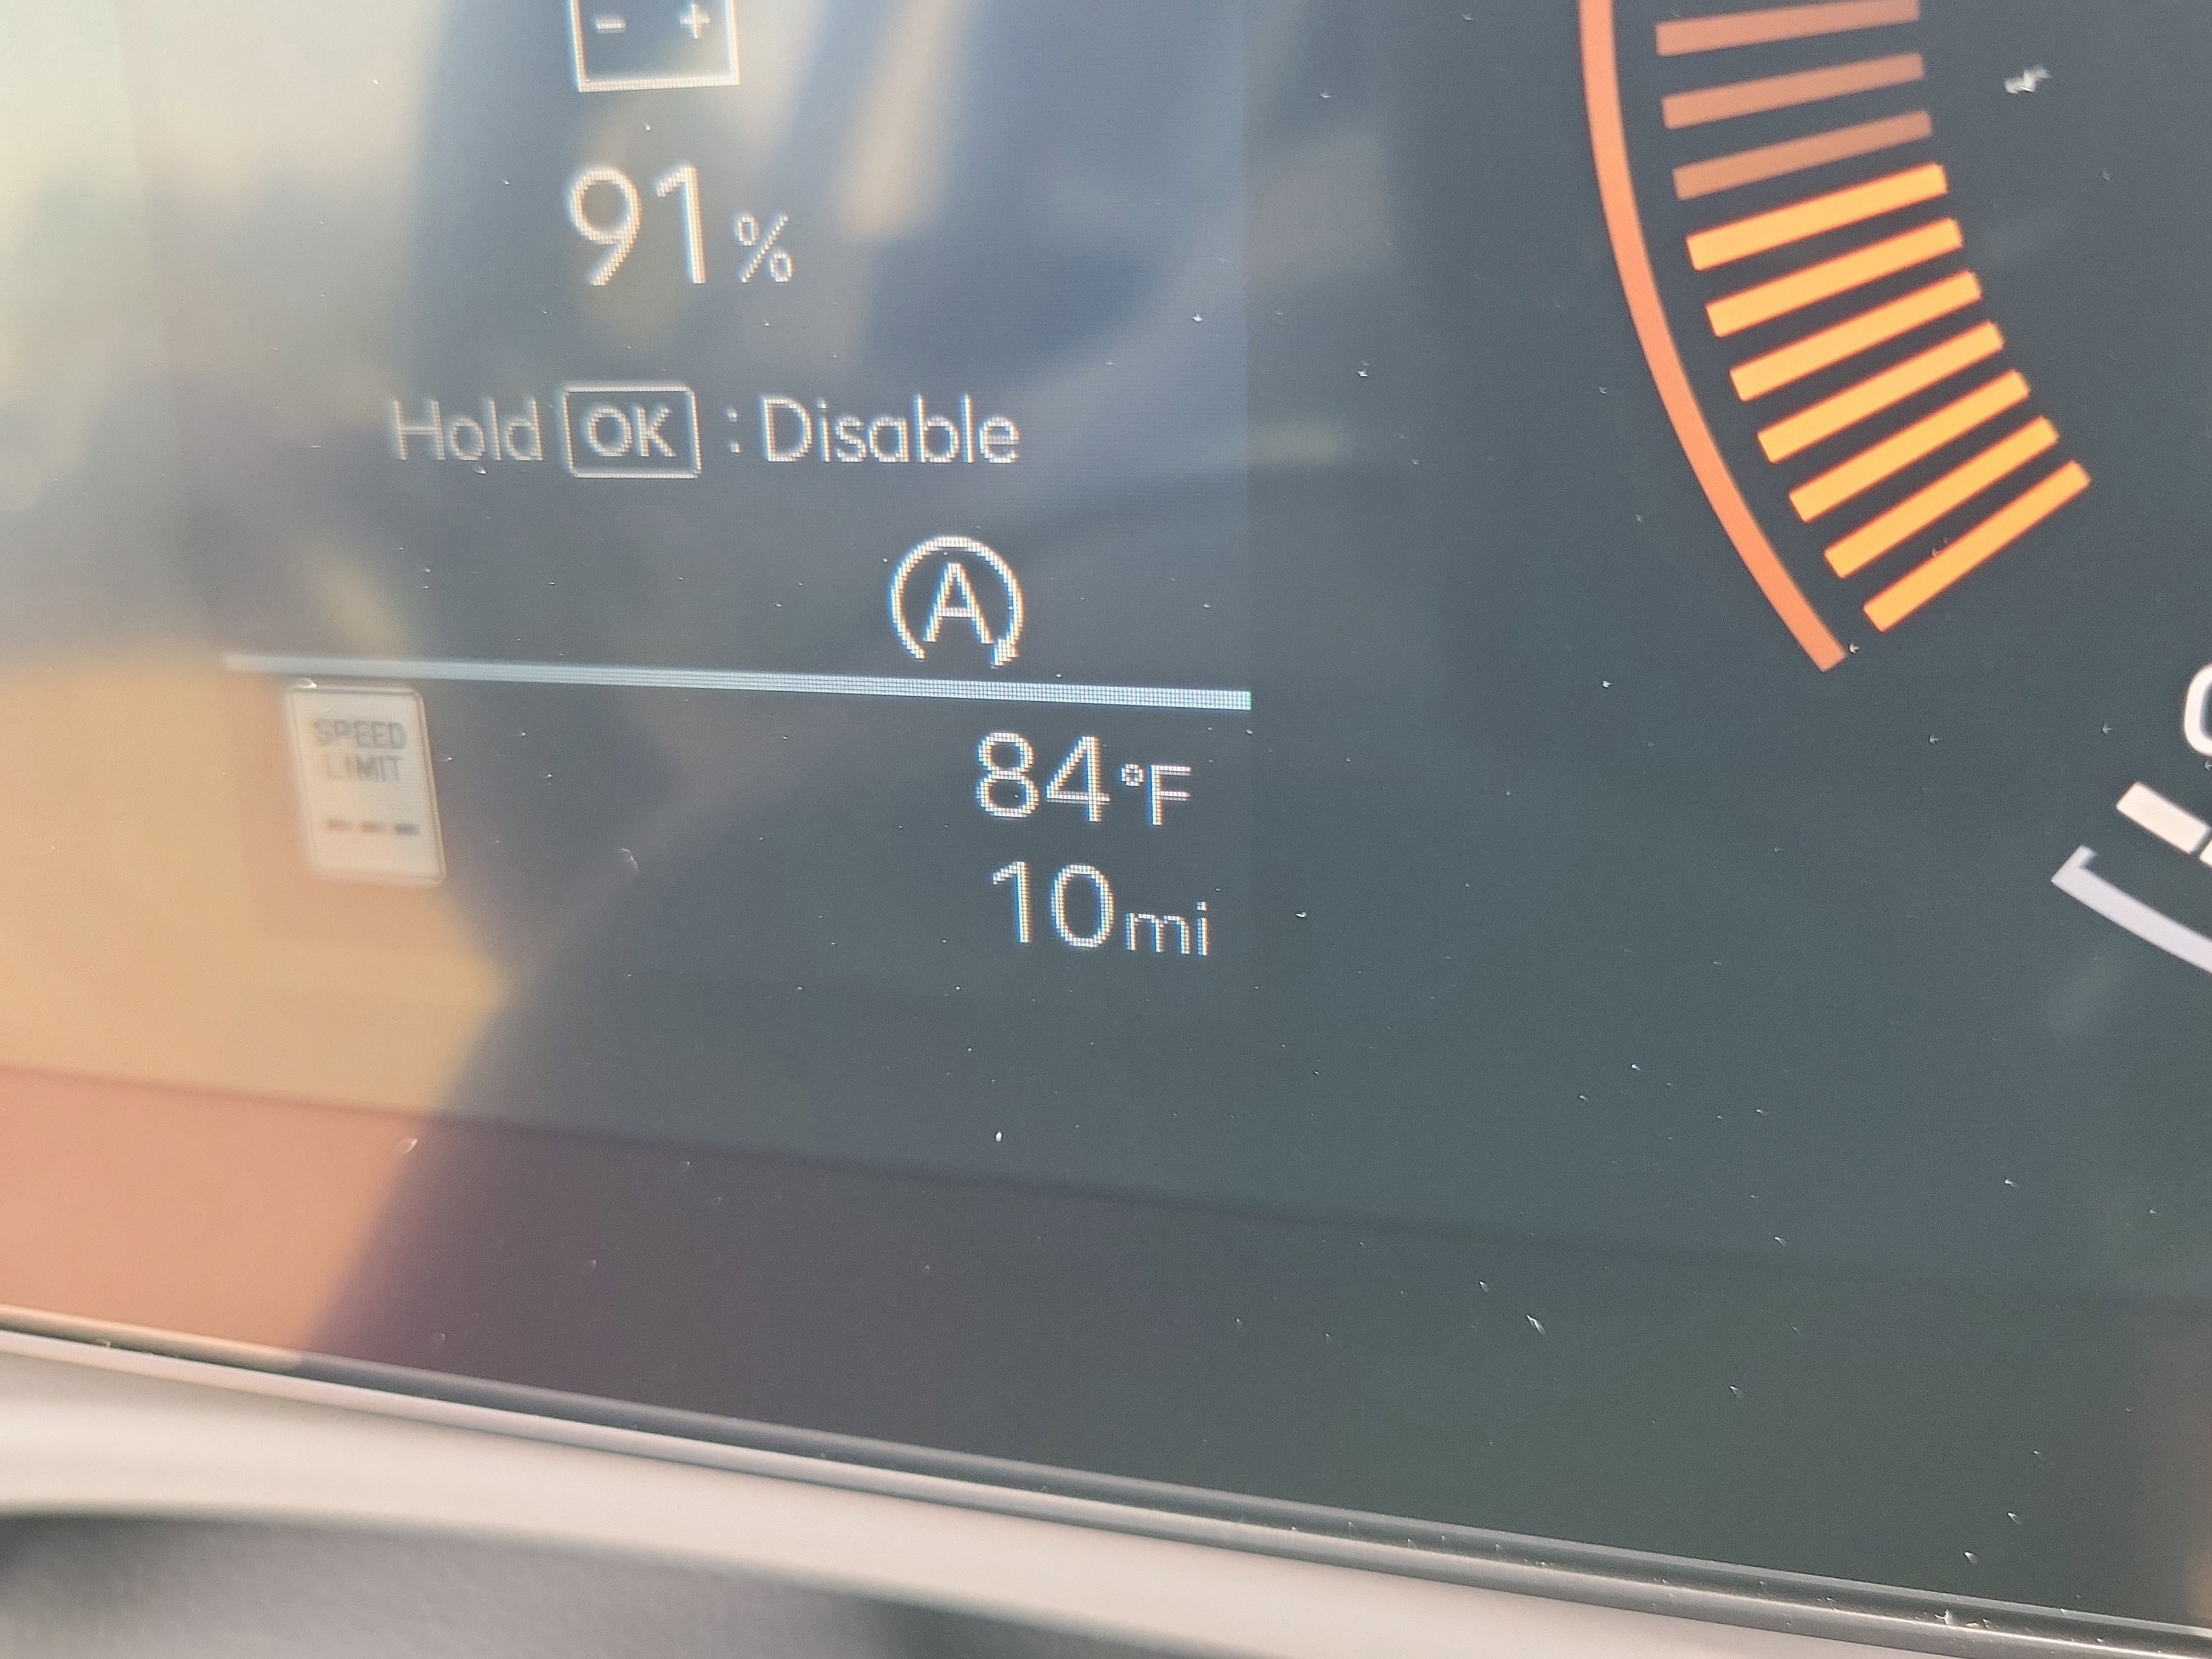 - +
91%
Hold OK : Disable
A
SPEED
LIMIT
---
84°F
10mi